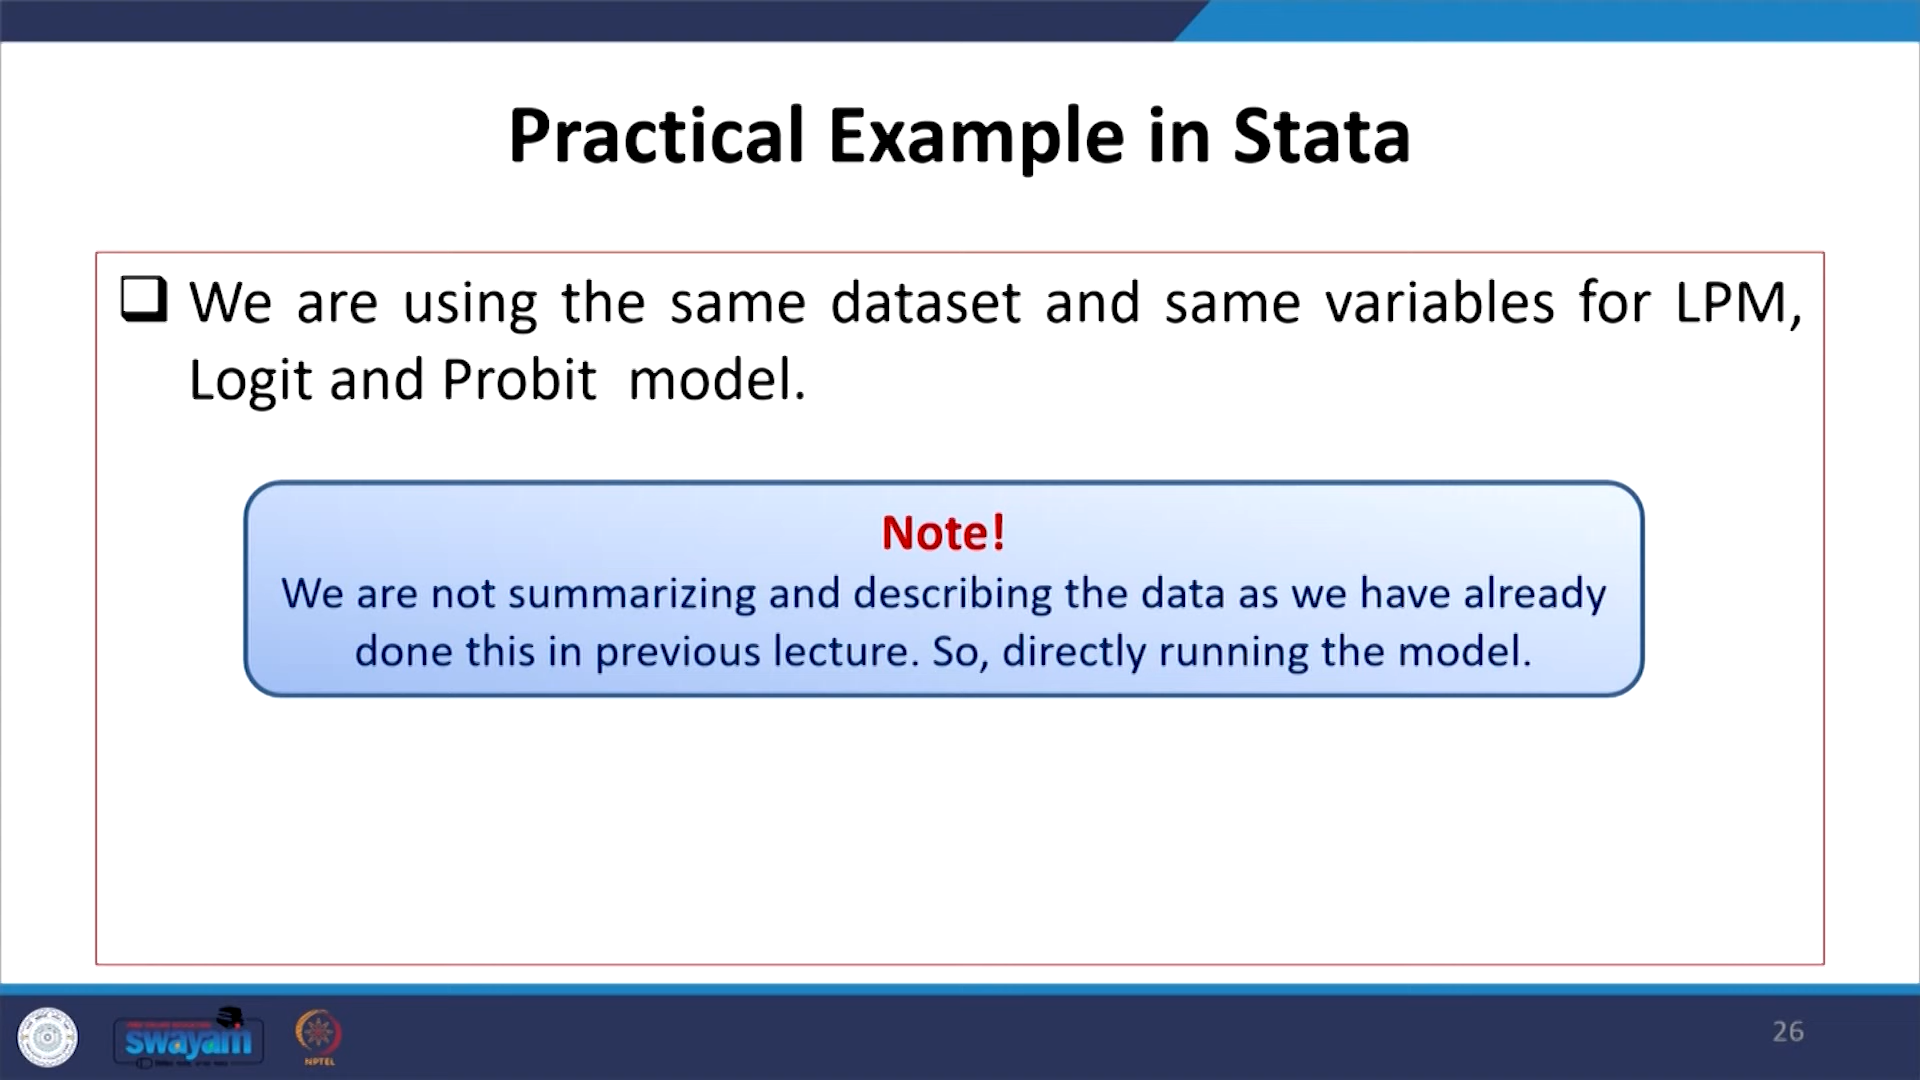 Practical Example in Stata
We are using the same dataset and same variables for LPM,
Logit and Probit model.
Note!
We are not summarizing and describing the data as we have already
done this in previous lecture. So, directly running the model.
swayam
NPTEL
26